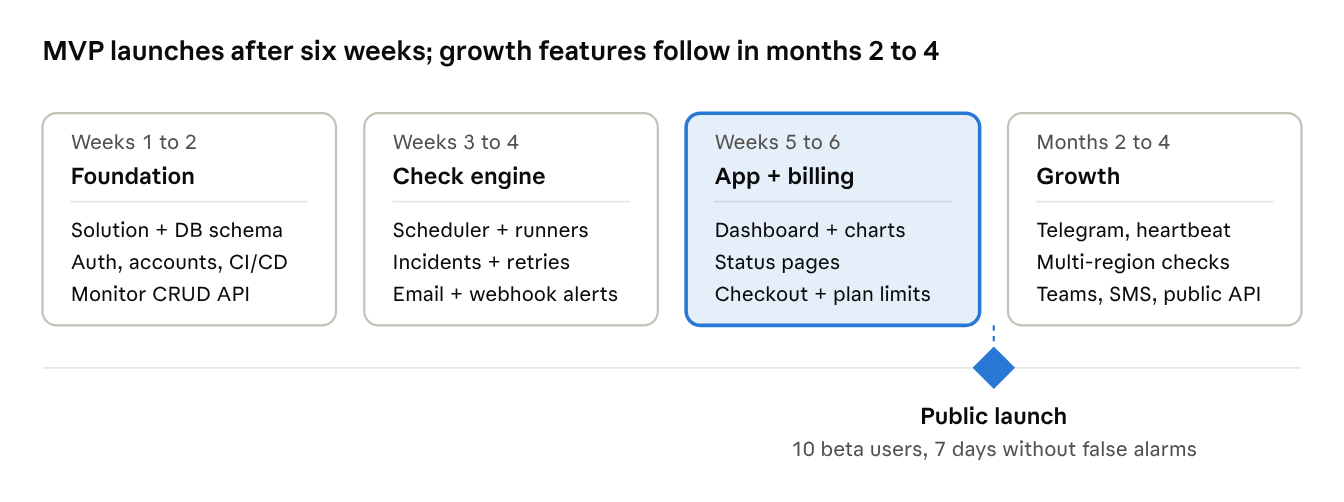 MVP launches after six weeks; growth features follow in months 2 to 4
Weeks 1 to 2
Foundation
Solution + DB schema
Auth, accounts, CI/CD
Monitor CRUD API
Weeks 3 to 4
Check engine
Scheduler + runners
Incidents + retries
Email + webhook alerts
Weeks 5 to 6
App + billing
Dashboard + charts
Status pages
Checkout + plan limits
Months 2 to 4
Growth
Telegram, heartbeat
Multi-region checks
Teams, SMS, public API
Public launch
10 beta users, 7 days without false alarms